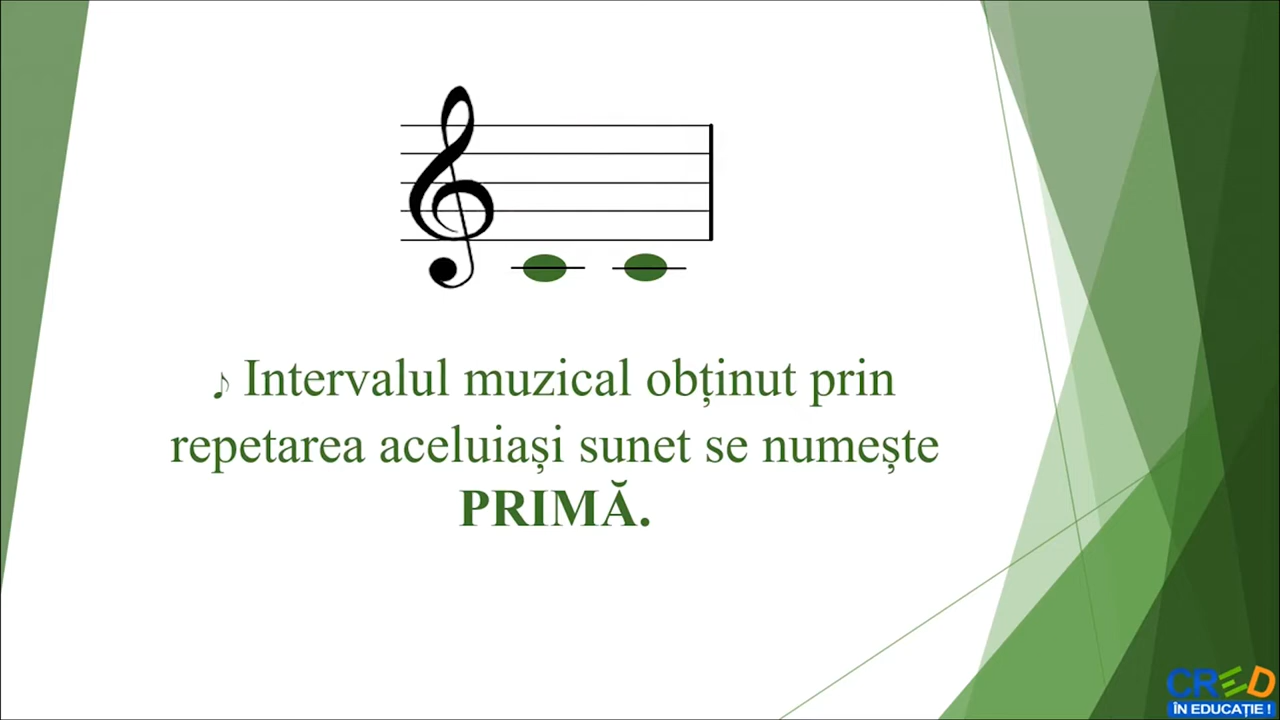 ♪ Intervalul muzical obținut prin
repetarea aceluiași sunet se numește
PRIMĂ.
CRED
ÎN EDUCAȚIE !